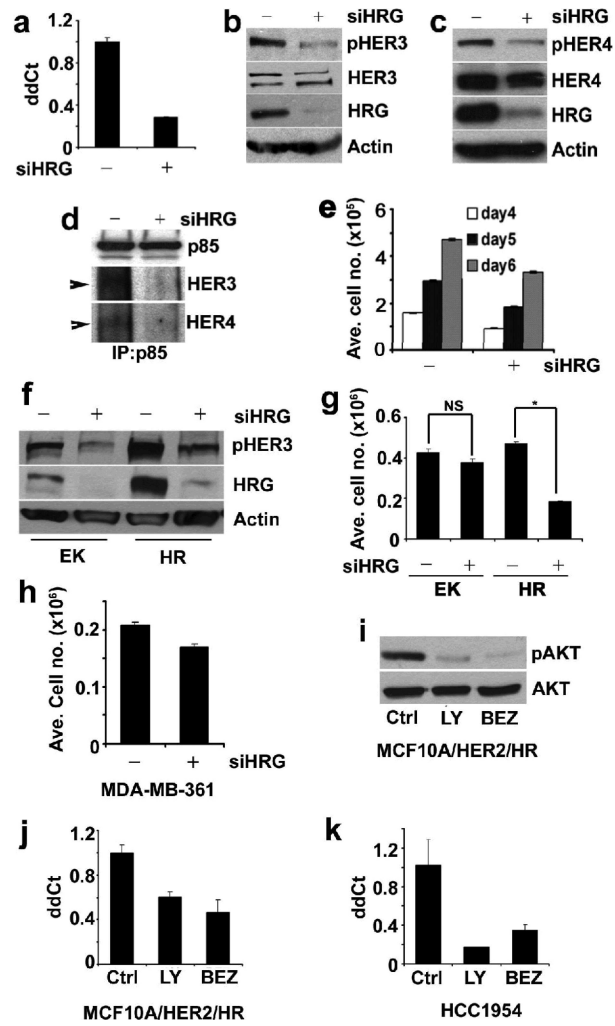 a
ddCt
1.2
0.8
0.4
0
siHRG − +
b
− + siHRG
pHER3
HER3
HRG
Actin
c
− + siHRG
pHER4
HER4
HRG
Actin
d
− + siHRG
p85
HER3
HER4
IP:p85
e
Ave. cell no. (x10⁵)
6
4
2
0
day4
day5
day6
− + siHRG
f
− + − + siHRG
pHER3
HRG
Actin
EK HR
g
Ave. cell no. (x10⁶)
0.6
0.4
0.2
0
NS *
siHRG − + − +
EK HR
h
Ave. Cell no. (x10⁶)
0.2
0.1
0
− + siHRG
MDA-MB-361
i
pAKT
AKT
Ctrl LY BEZ
MCF10A/HER2/HR
j
ddCt
1.2
0.8
0.4
0
Ctrl LY BEZ
MCF10A/HER2/HR
k
ddCt
1.2
0.8
0.4
0
Ctrl LY BEZ
HCC1954